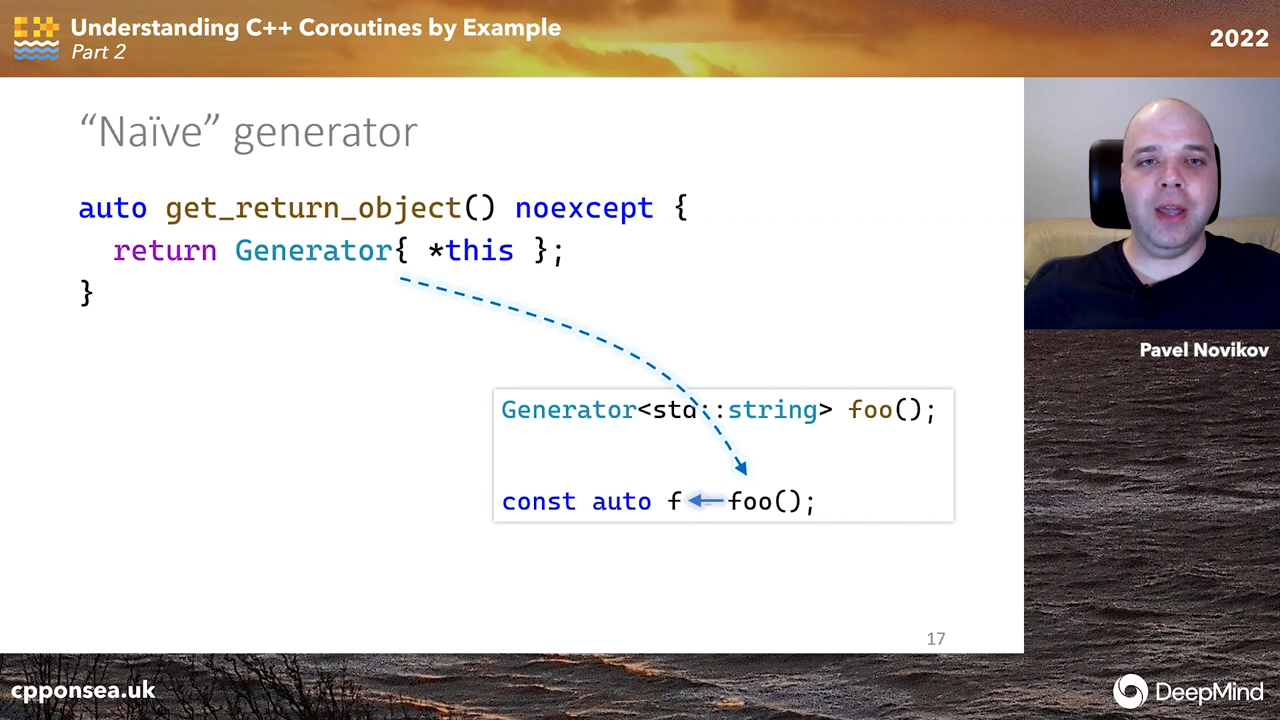 Understanding C++ Coroutines by Example
Part 2
2022
“Naïve” generator
auto get_return_object() noexcept {
return Generator{ *this };
}
Generator<std::string> foo();
const auto f foo();
17
Pavel Novikov
cpponsea.uk
DeepMind